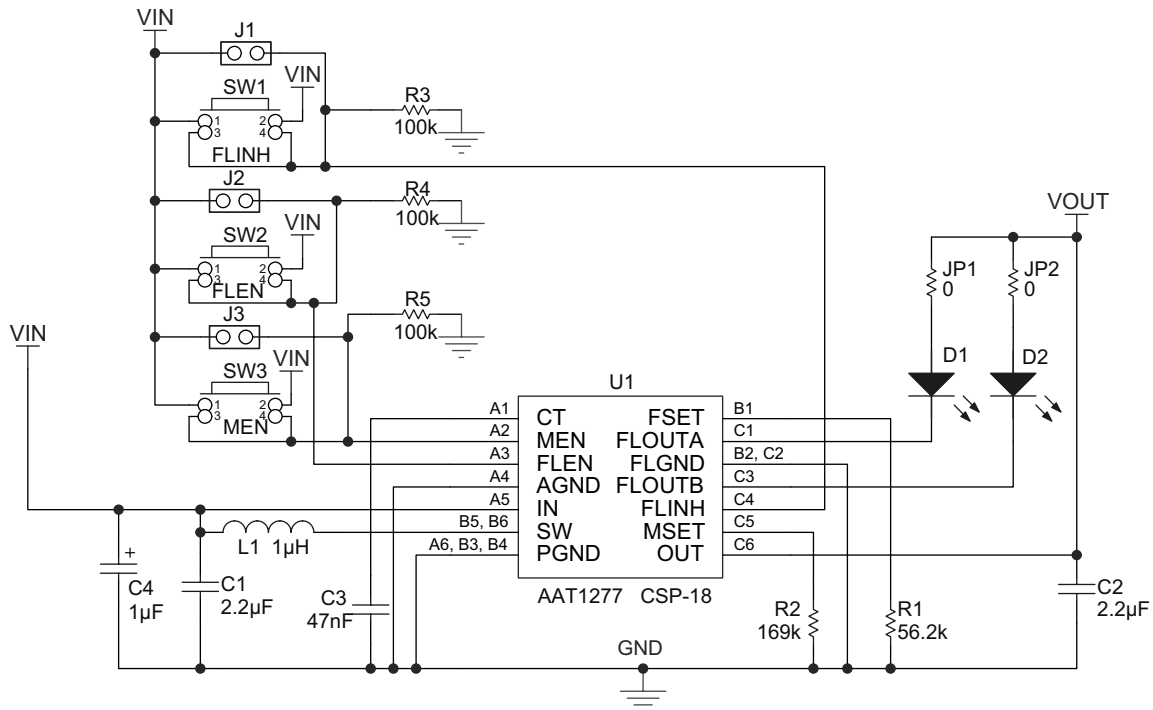 VIN
J1
SW1
VIN
1
2
3
4
FLINH
R3
100k
J2
SW2
VIN
1
2
3
4
FLEN
R4
100k
J3
SW3
VIN
1
2
3
4
MEN
R5
100k
VIN
VOUT
JP1
0
JP2
0
D1
D2
U1
A1
CT
FSET
B1
A2
MEN
FLOUTA
C1
A3
FLEN
FLGND
B2, C2
A4
AGND
FLOUTB
C3
A5
IN
FLINH
C4
B5, B6
SW
MSET
C5
A6, B3, B4
PGND
OUT
C6
AAT1277 CSP-18
L1 1µH
+
C4
1µF
C1
2.2µF
C3
47nF
R2
169k
R1
56.2k
C2
2.2µF
GND